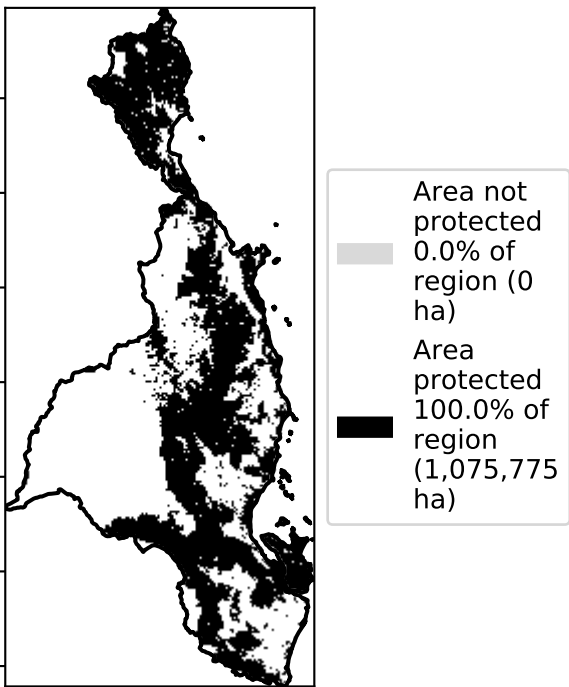 Area not
protected
0.0% of
region (0
ha)
Area
protected
100.0% of
region
(1,075,775
ha)